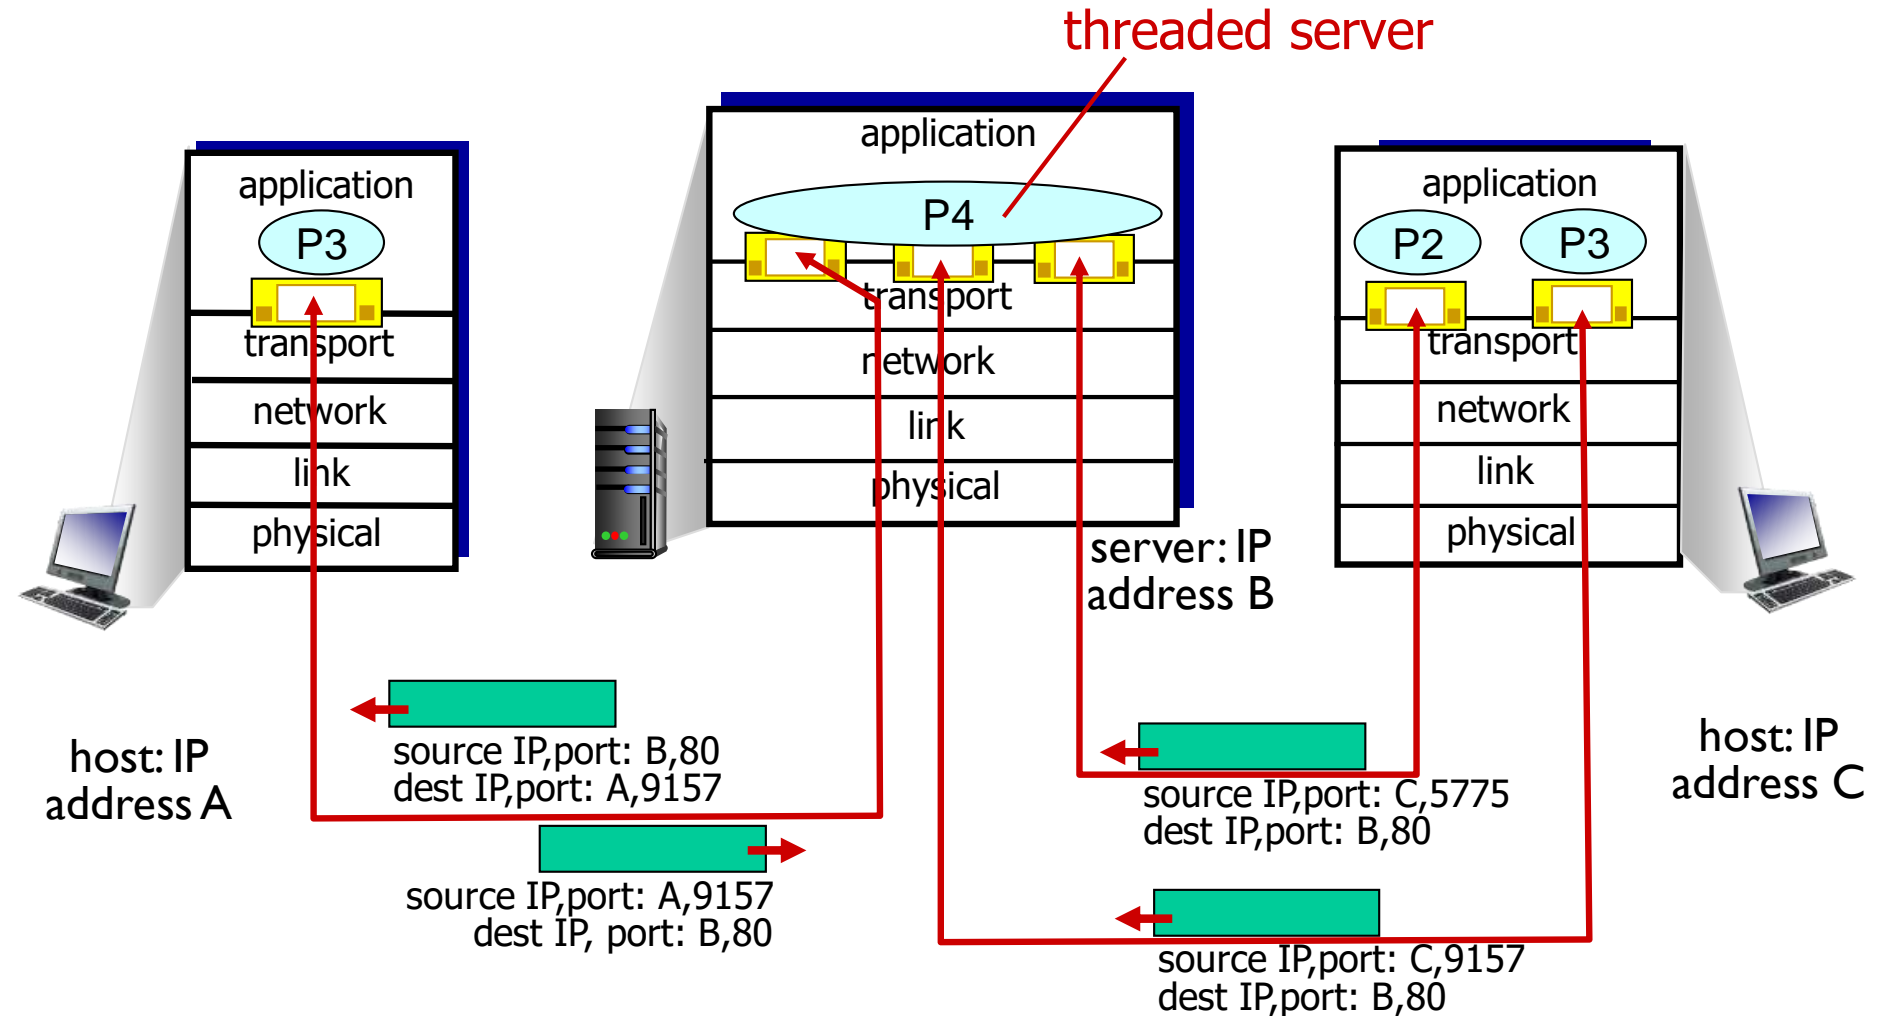 threaded server
application
P3
transport
network
link
physical
application
P4
transport
network
link
physical
application
P2
P3
transport
network
link
physical
server: IP
address B
host: IP
address A
source IP,port: B,80
dest IP,port: A,9157
source IP,port: A,9157
dest IP, port: B,80
source IP,port: C,5775
dest IP,port: B,80
source IP,port: C,9157
dest IP,port: B,80
host: IP
address C